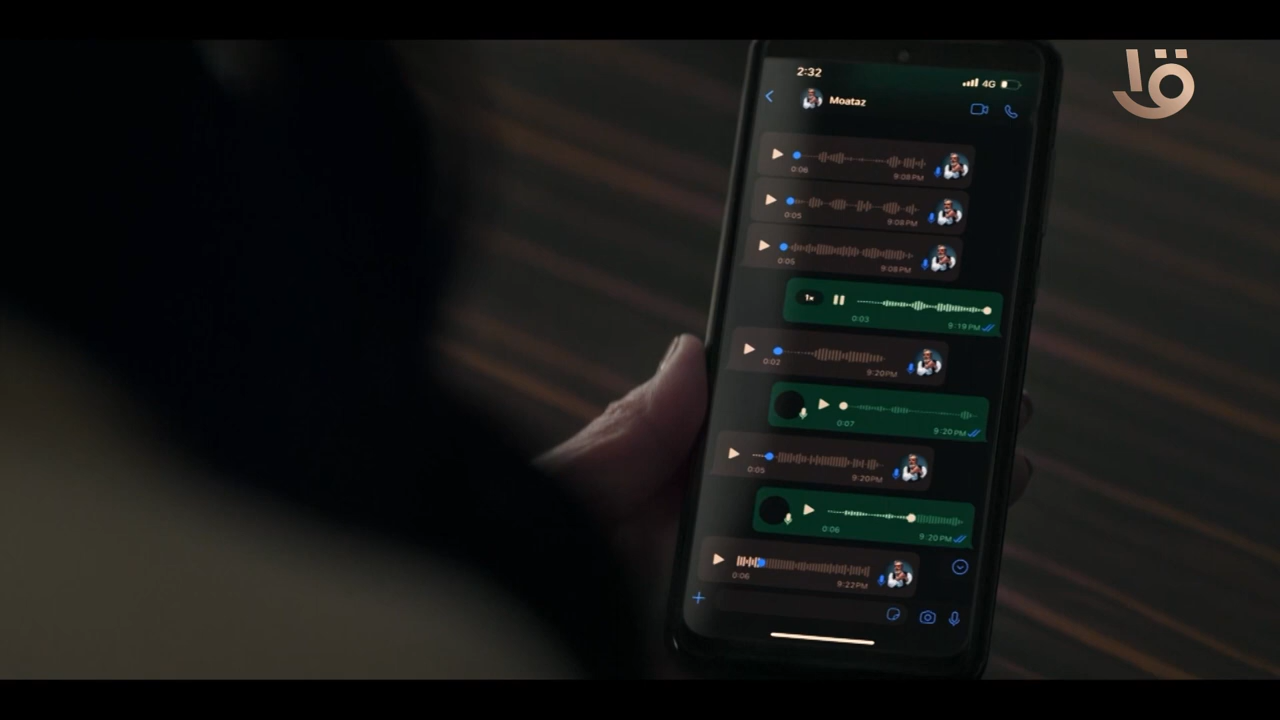 2:32
4G
Moataz
0:06 9:08 PM
0:05 9:08 PM
0:05 9:08 PM
1x
0:03 9:19 PM
0:02 9:20 PM
0:07 9:20 PM
0:05 9:20 PM
0:06 9:20 PM
0:06 9:22 PM